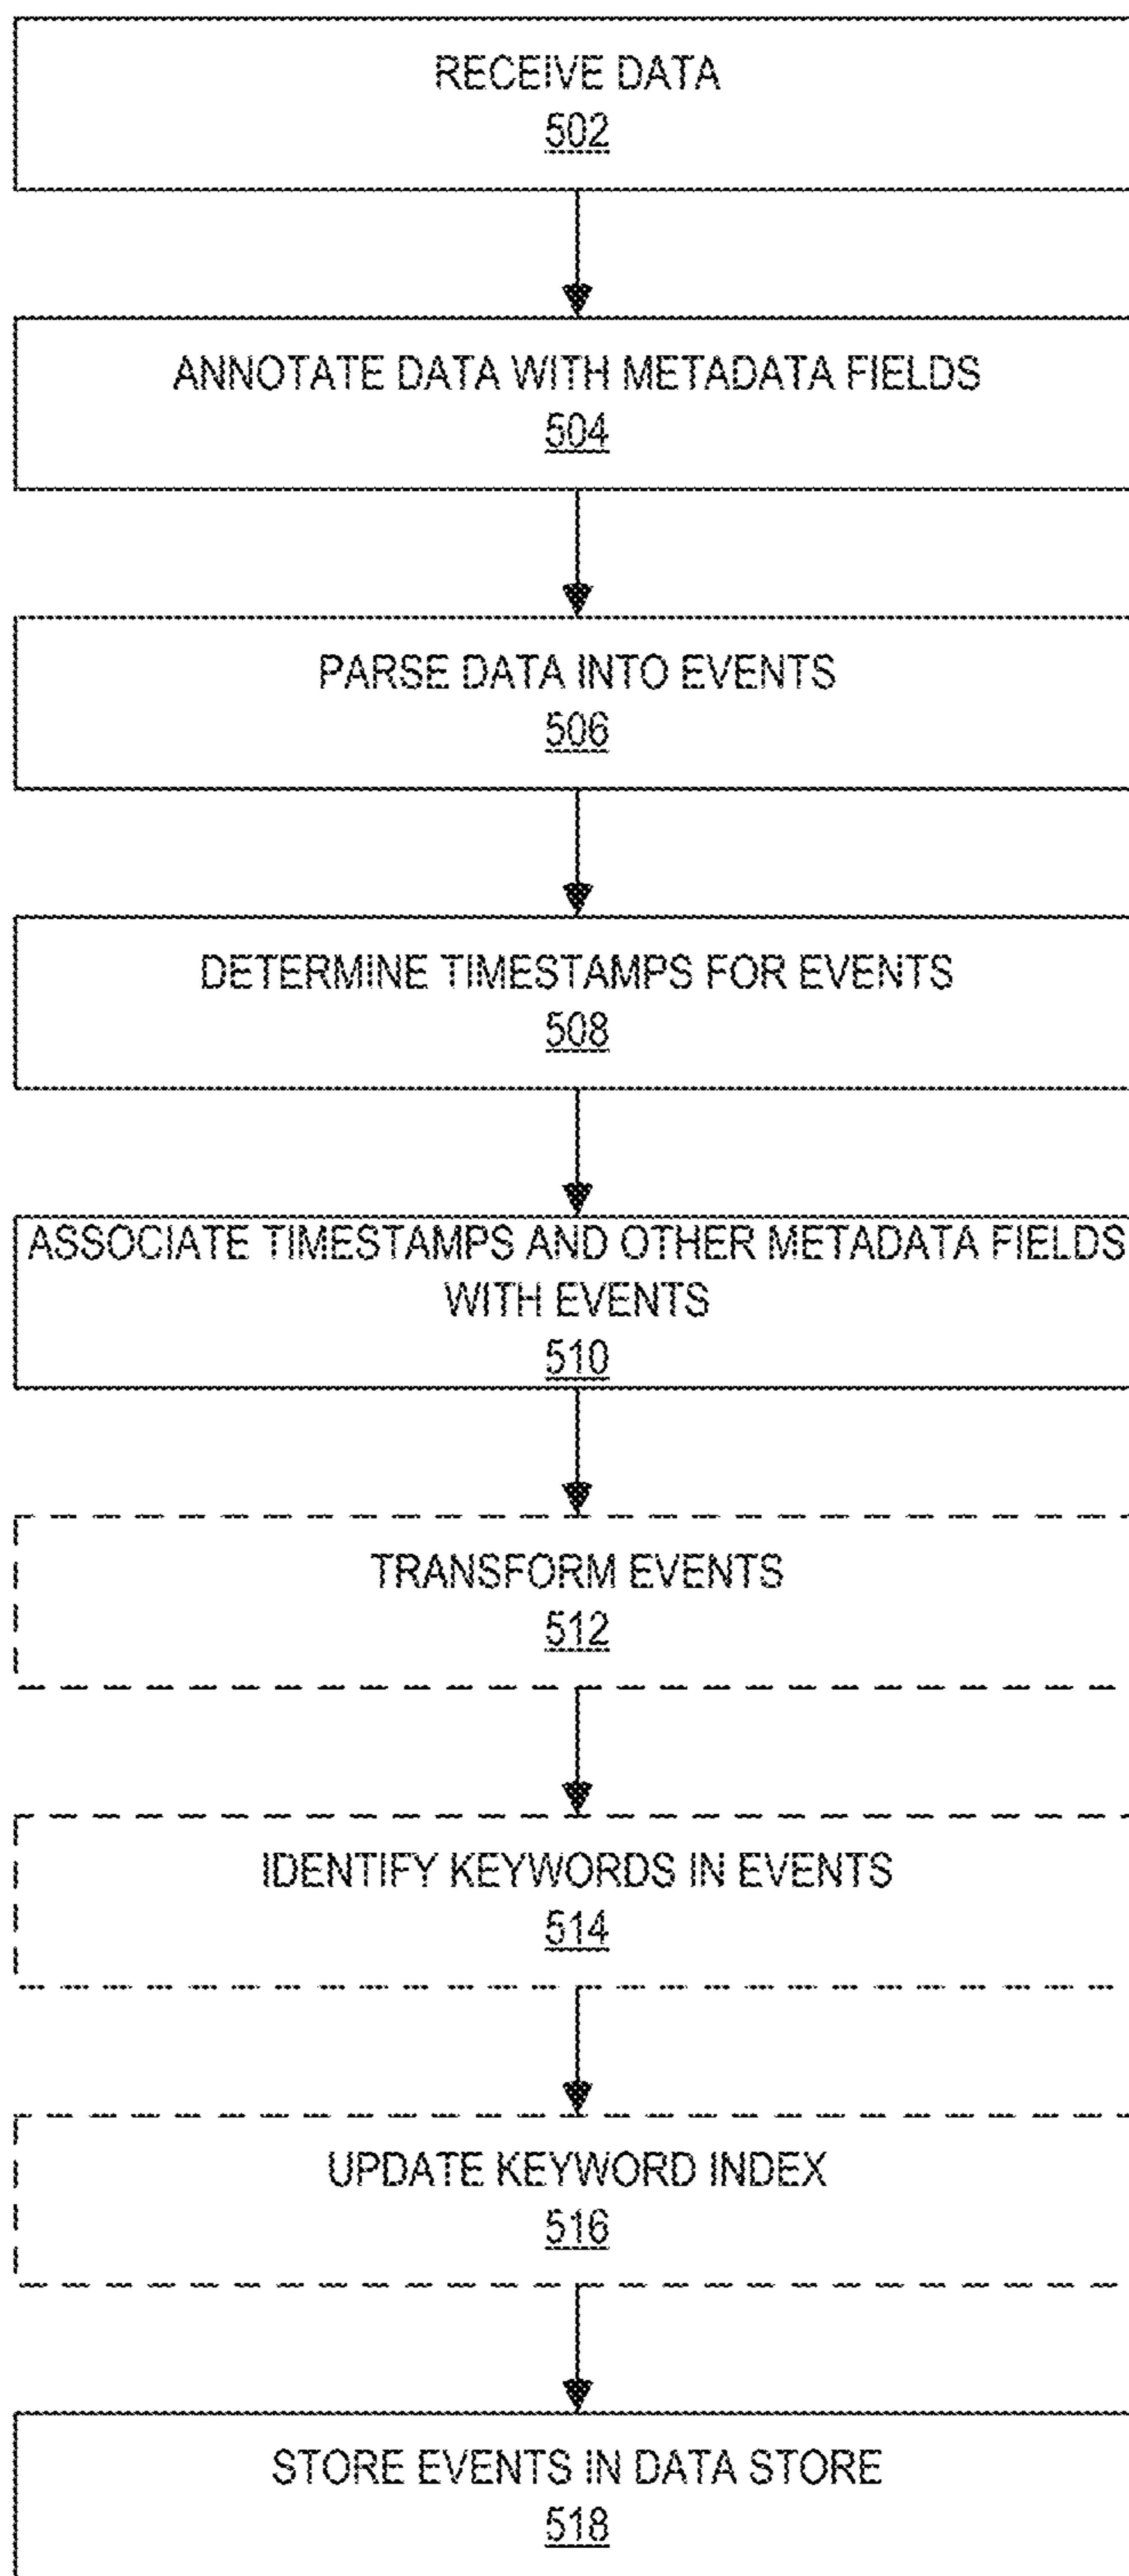 RECEIVE DATA
502
ANNOTATE DATA WITH METADATA FIELDS
504
PARSE DATA INTO EVENTS
506
DETERMINE TIMESTAMPS FOR EVENTS
508
ASSOCIATE TIMESTAMPS AND OTHER METADATA FIELDS
WITH EVENTS
510
TRANSFORM EVENTS
512
IDENTIFY KEYWORDS IN EVENTS
514
UPDATE KEYWORD INDEX
516
STORE EVENTS IN DATA STORE
518